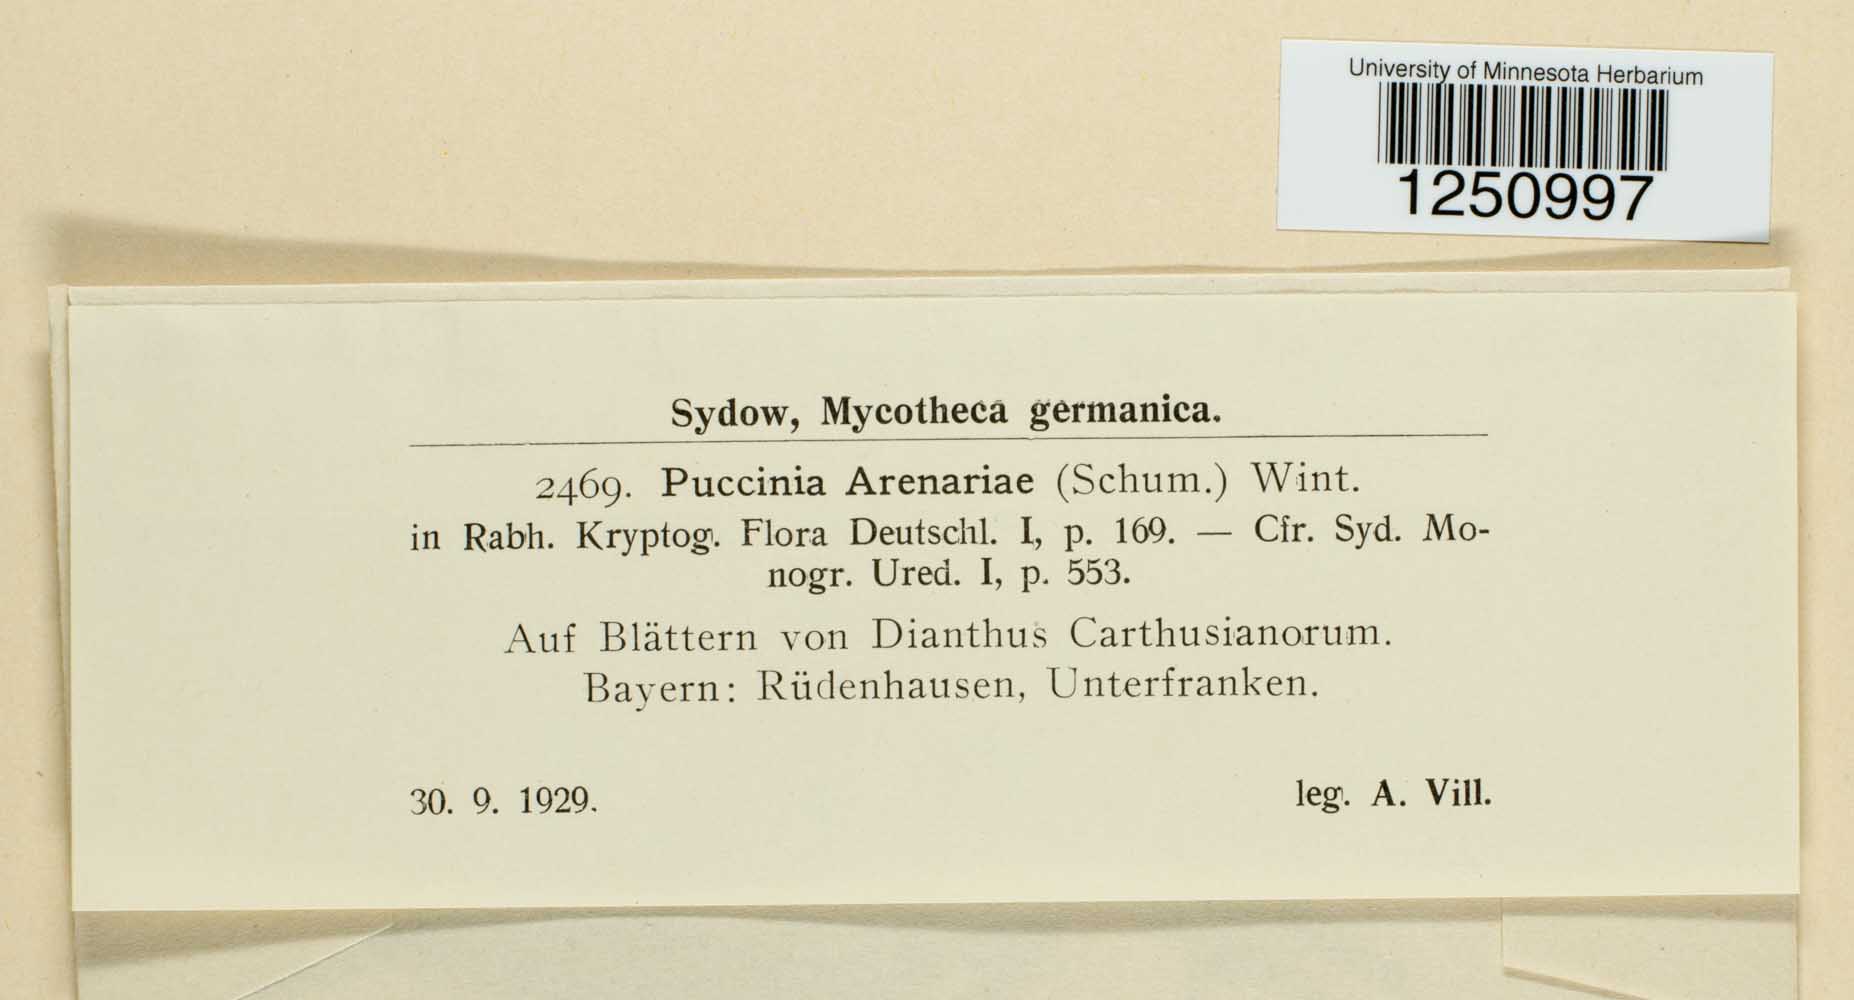 University of Minnesota Herbarium
1250997
Sydow, Mycotheca germanica.
2469. Puccinia Arenariae (Schum.) Wint.
in Rabh. Kryptog. Flora Deutschl. I, p. 169. — Cfr. Syd. Mo-
nogr. Ured. I, p. 553.
Auf Blättern von Dianthus Carthusianorum.
Bayern: Rüdenhausen, Unterfranken.
30. 9. 1929.
leg. A. Vill.